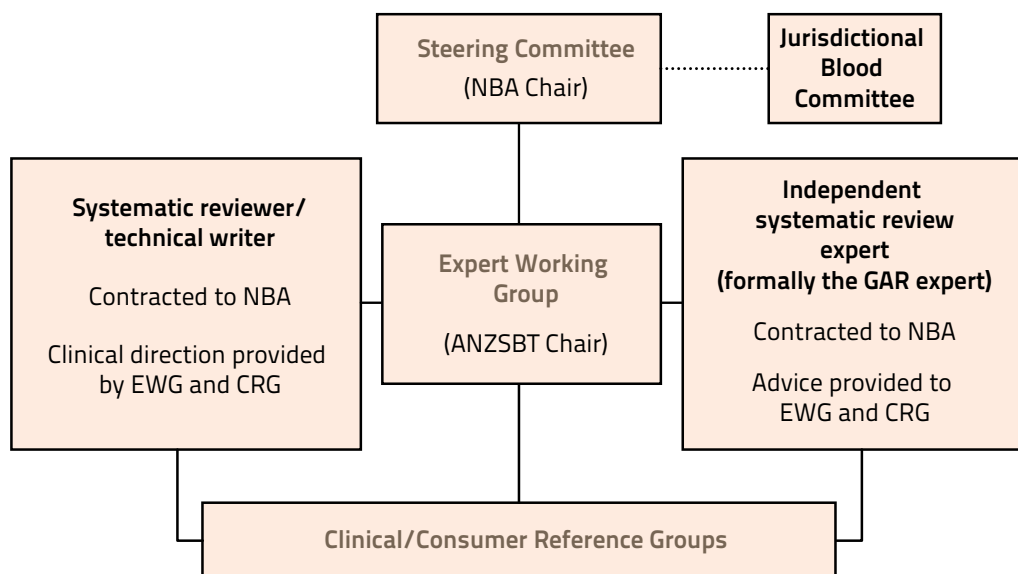 Steering Committee
(NBA Chair)
Jurisdictional
Blood
Committee
Systematic reviewer/
technical writer
Contracted to NBA
Clinical direction provided
by EWG and CRG
Expert Working
Group
(ANZSBT Chair)
Independent
systematic review
expert
(formally the GAR expert)
Contracted to NBA
Advice provided to
EWG and CRG
Clinical/Consumer Reference Groups